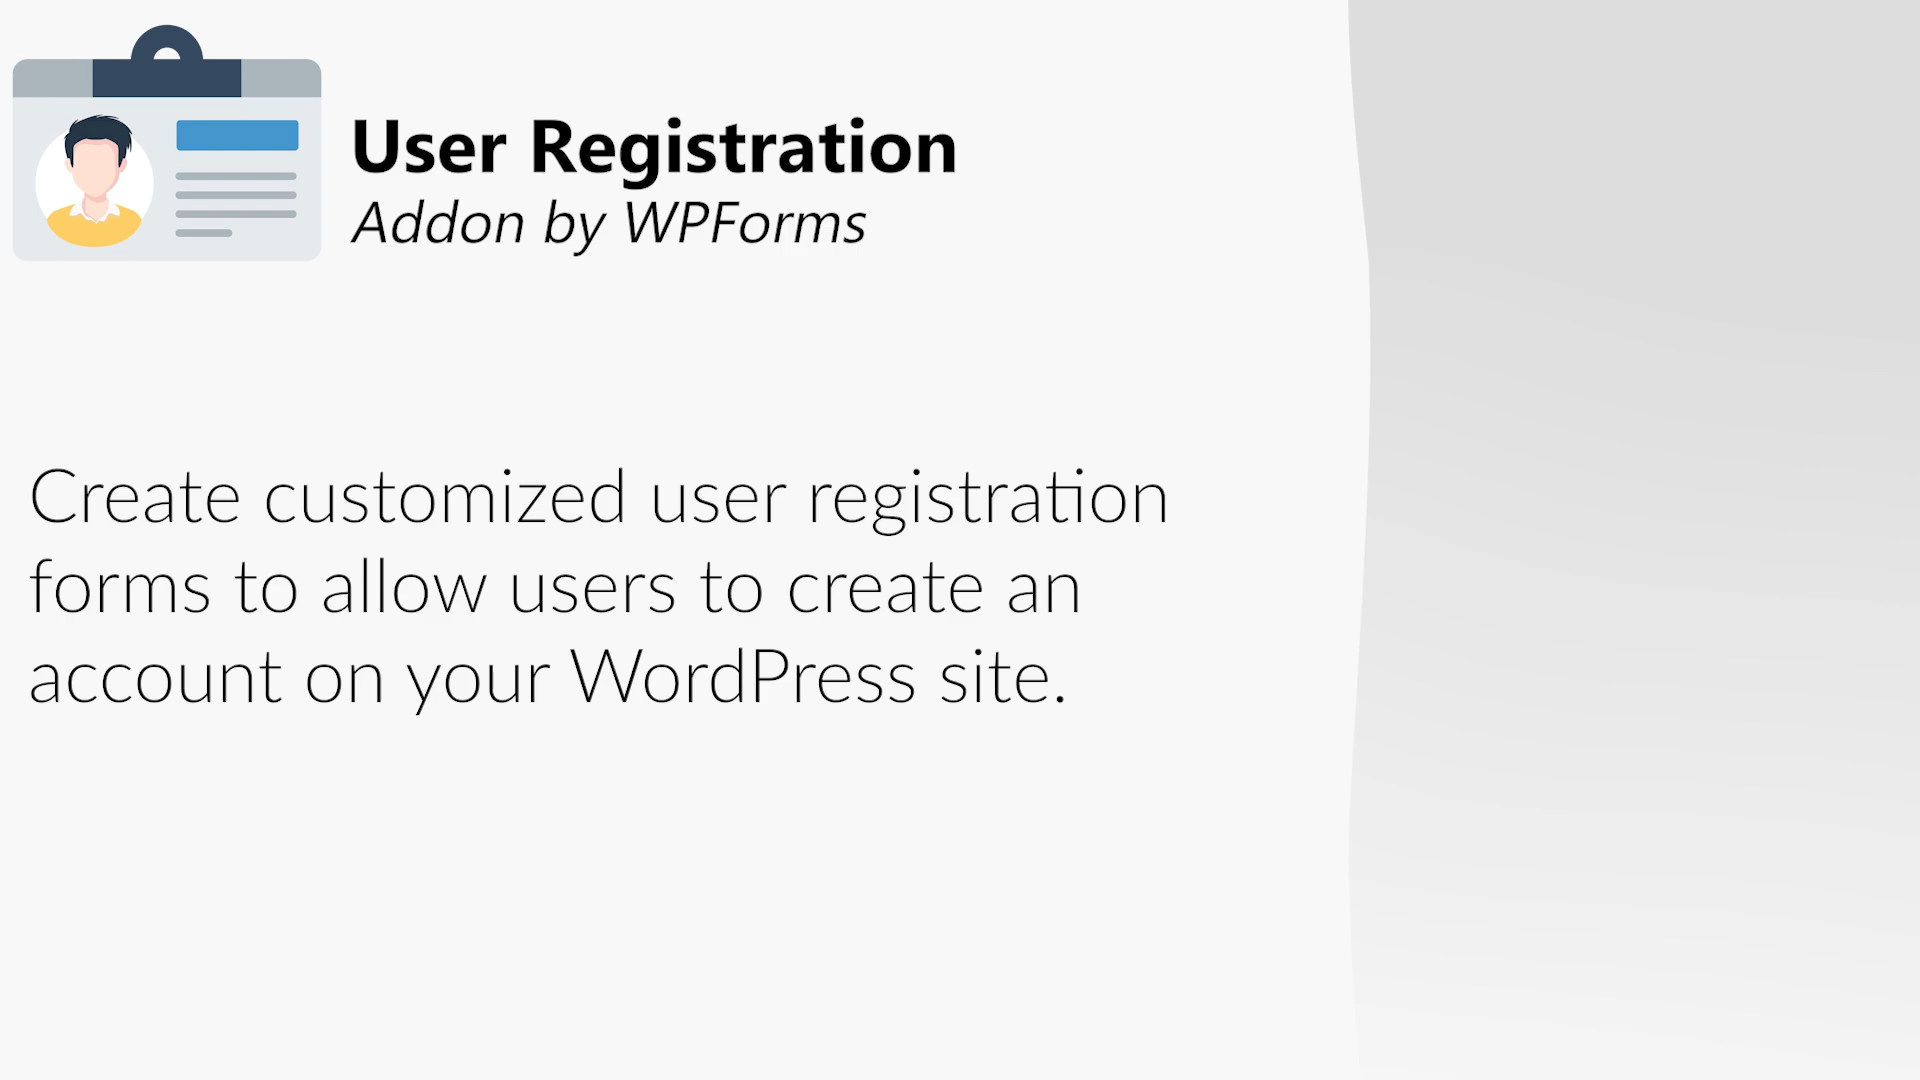 User Registration
Addon by WPForms
Create customized user registration
forms to allow users to create an
account on your WordPress site.